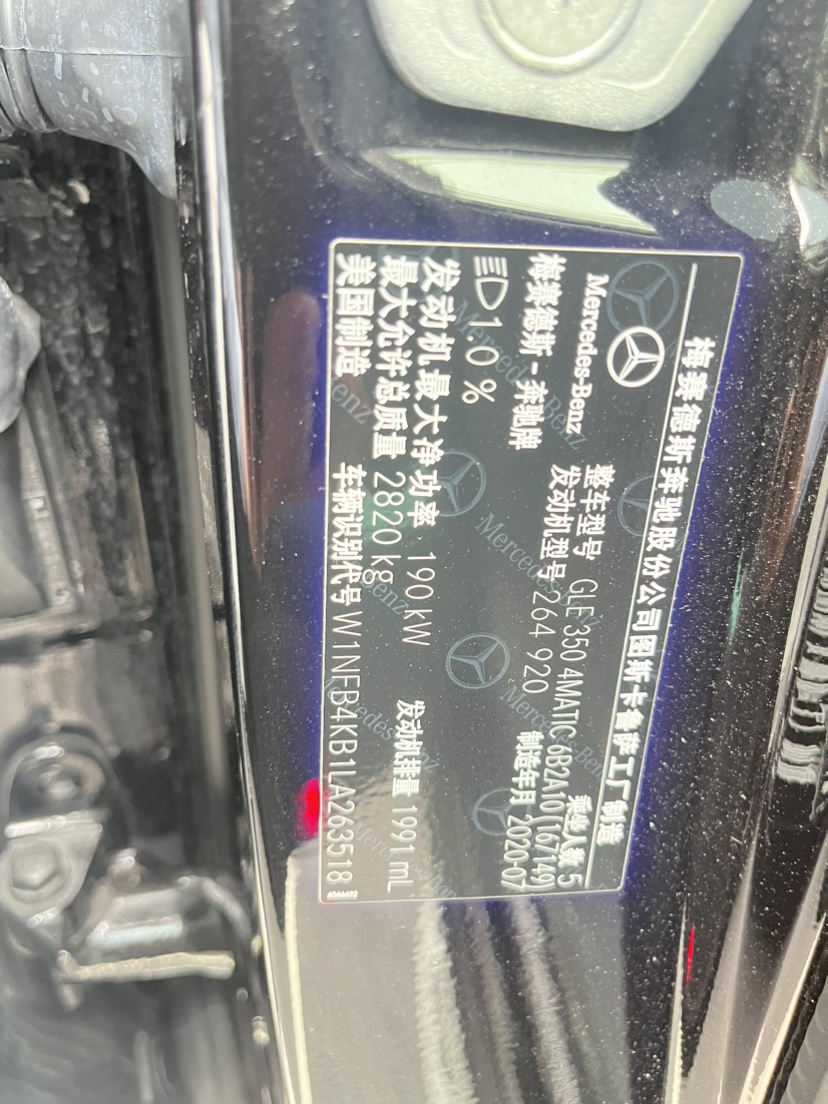 梅赛德斯奔驰股份公司图斯卡鲁萨工厂制造
Mercedes-Benz
整车型号 GLE 350 4MATIC 6B2A10 (167149)
乘坐人数 5
梅赛德斯-奔驰牌
发动机型号 264 920
制造年月 2020-07
10%
发动机最大净功率 190 kW
发动机排量 1991 mL
最大允许总质量 2820 kg
美国制造
车辆识别代号 W1NFB4KB1LA263518